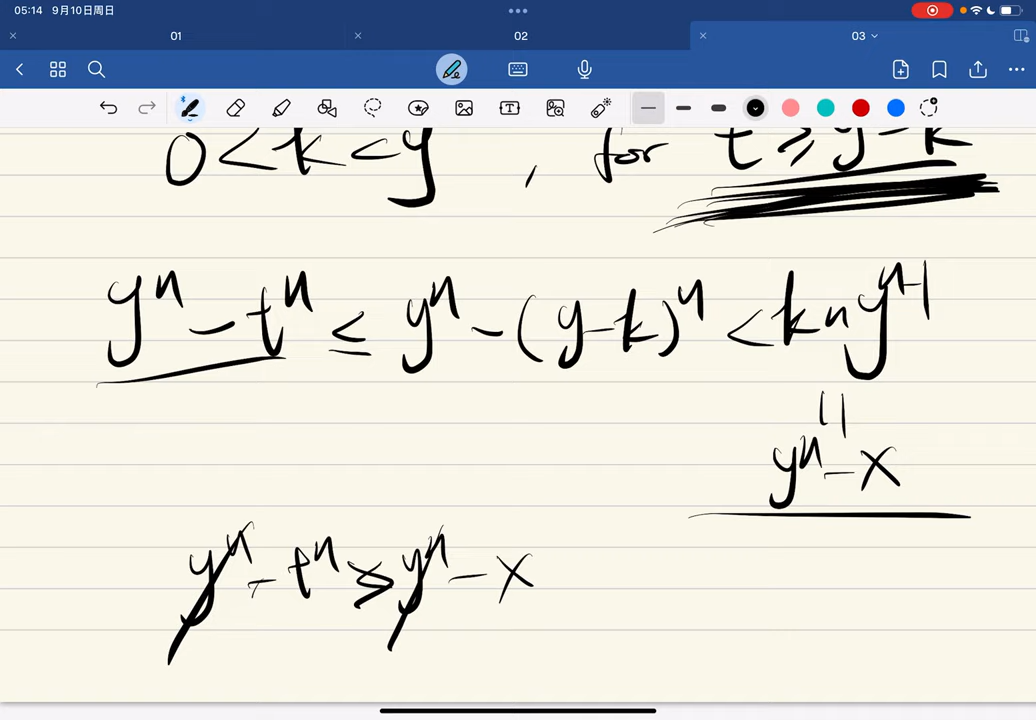 05:14 9月10日周日
01 02 03
0 < k < y , for t ≥ y - k
yⁿ - tⁿ ≤ yⁿ - (y-k)ⁿ < knyⁿ⁻¹
||
yⁿ - x
yⁿ - tⁿ ≥ yⁿ - x